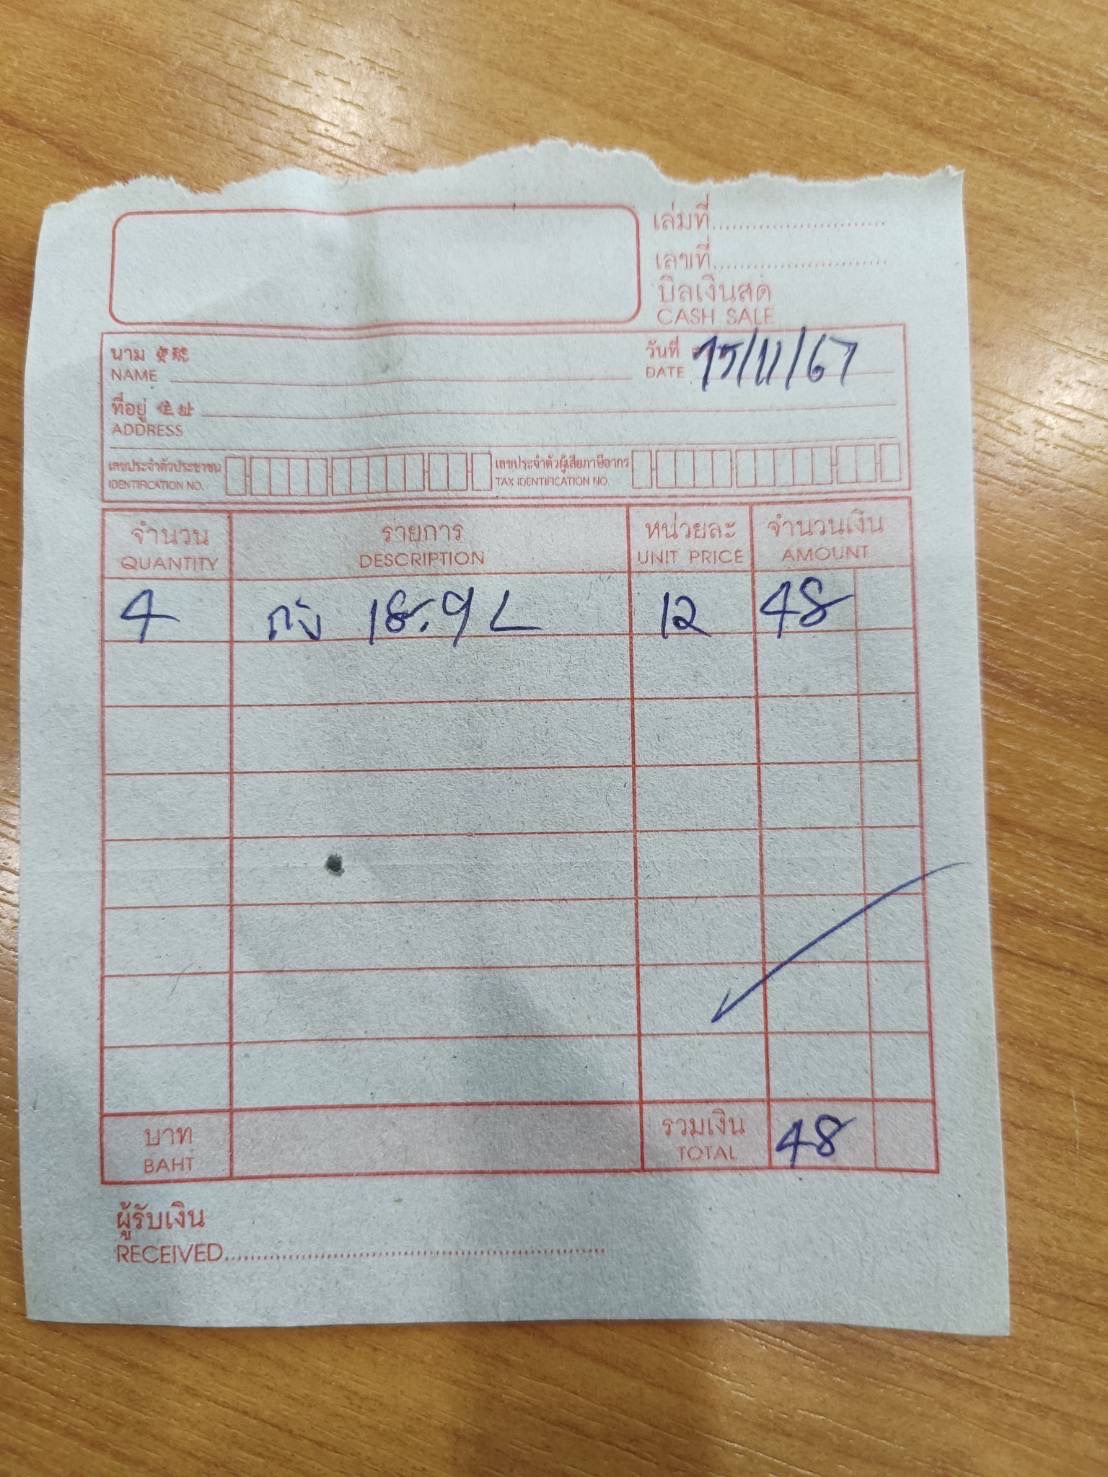 เล่มที่..............................
เลขที่..............................
บิลเงินสด
CASH SALE
นาม 寶號
NAME
วันที่
DATE 15/11/67
ที่อยู่ 住址
ADDRESS
เลขประจำตัวประชาชน
IDENTIFICATION NO.
เลขประจำตัวผู้เสียภาษีอากร
TAX IDENTIFICATION NO.
จำนวน รายการ หน่วยละ จำนวนเงิน
QUANTITY DESCRIPTION UNIT PRICE AMOUNT
4 ถัง 18.9 L 12 48
บาท รวมเงิน
BAHT TOTAL 48
ผู้รับเงิน
RECEIVED............................................................